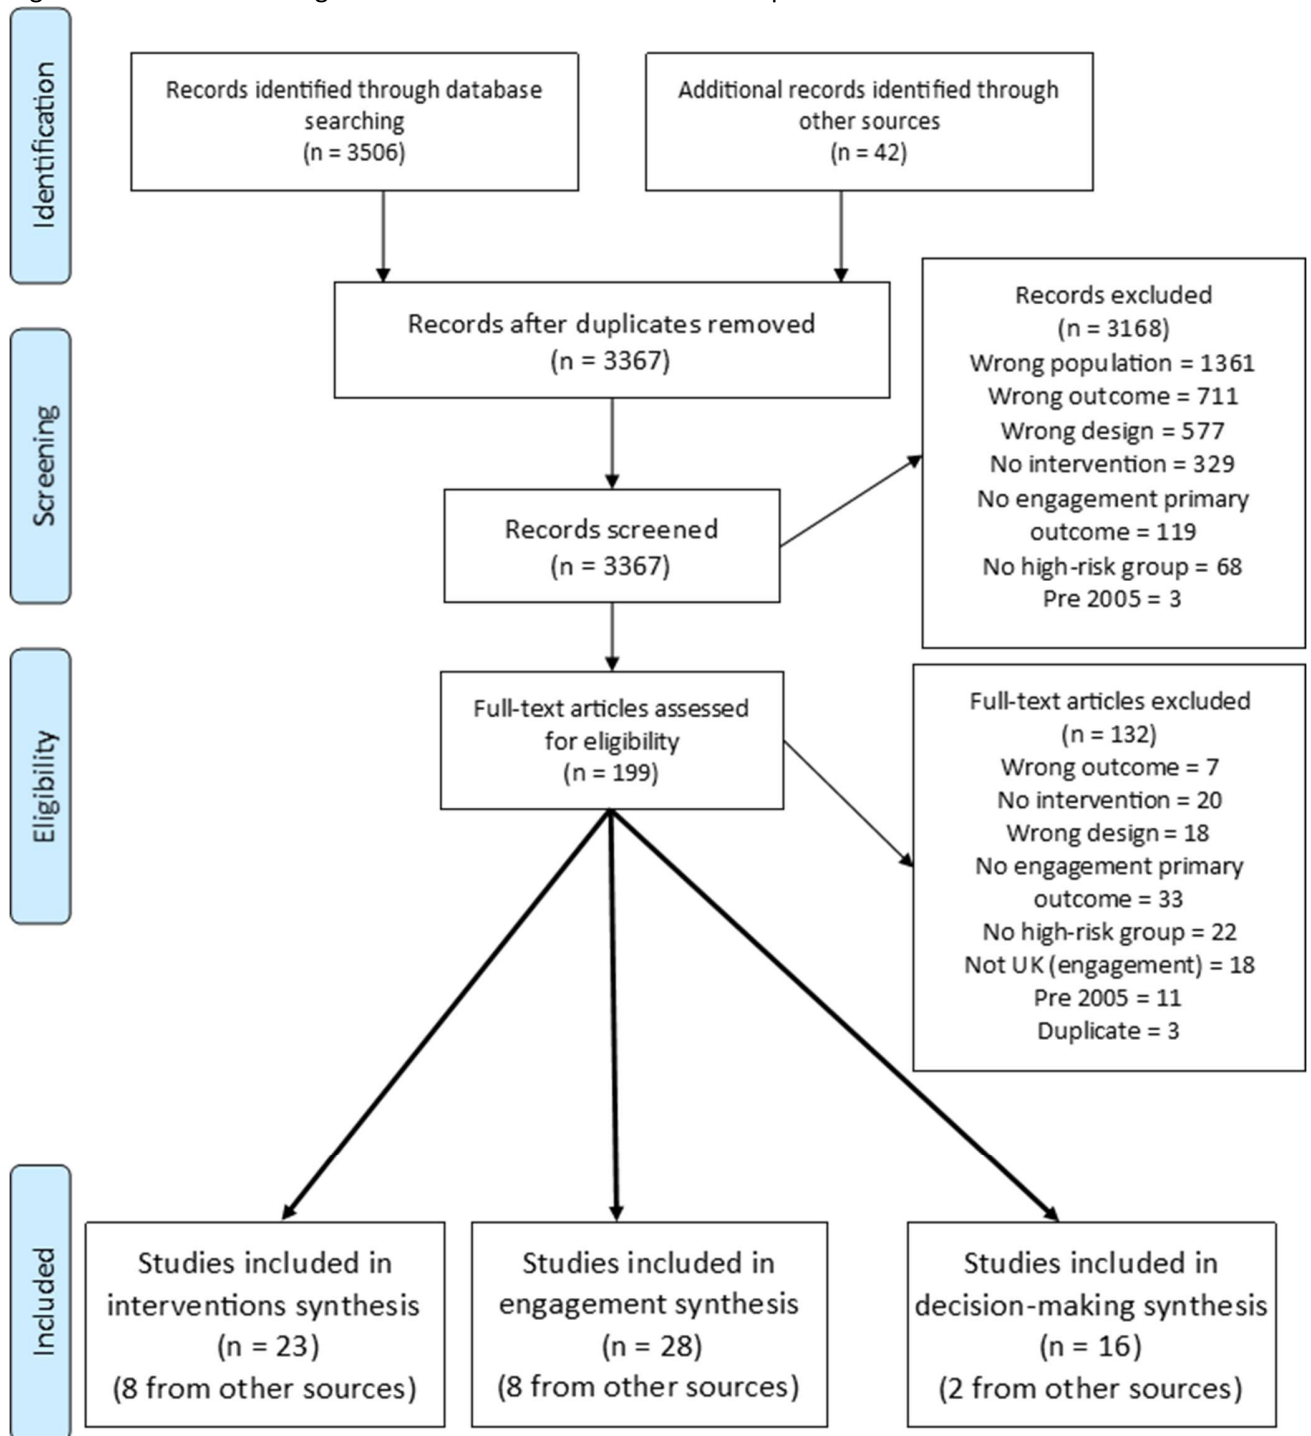 Identification
Records identified through database
searching
(n = 3506)
Additional records identified through
other sources
(n = 42)
Records after duplicates removed
(n = 3367)
Screening
Records screened
(n = 3367)
Records excluded
(n = 3168)
Wrong population = 1361
Wrong outcome = 711
Wrong design = 577
No intervention = 329
No engagement primary
outcome = 119
No high-risk group = 68
Pre 2005 = 3
Eligibility
Full-text articles assessed
for eligibility
(n = 199)
Full-text articles excluded
(n = 132)
Wrong outcome = 7
No intervention = 20
Wrong design = 18
No engagement primary
outcome = 33
No high-risk group = 22
Not UK (engagement) = 18
Pre 2005 = 11
Duplicate = 3
Included
Studies included in
interventions synthesis
(n = 23)
(8 from other sources)
Studies included in
engagement synthesis
(n = 28)
(8 from other sources)
Studies included in
decision-making synthesis
(n = 16)
(2 from other sources)